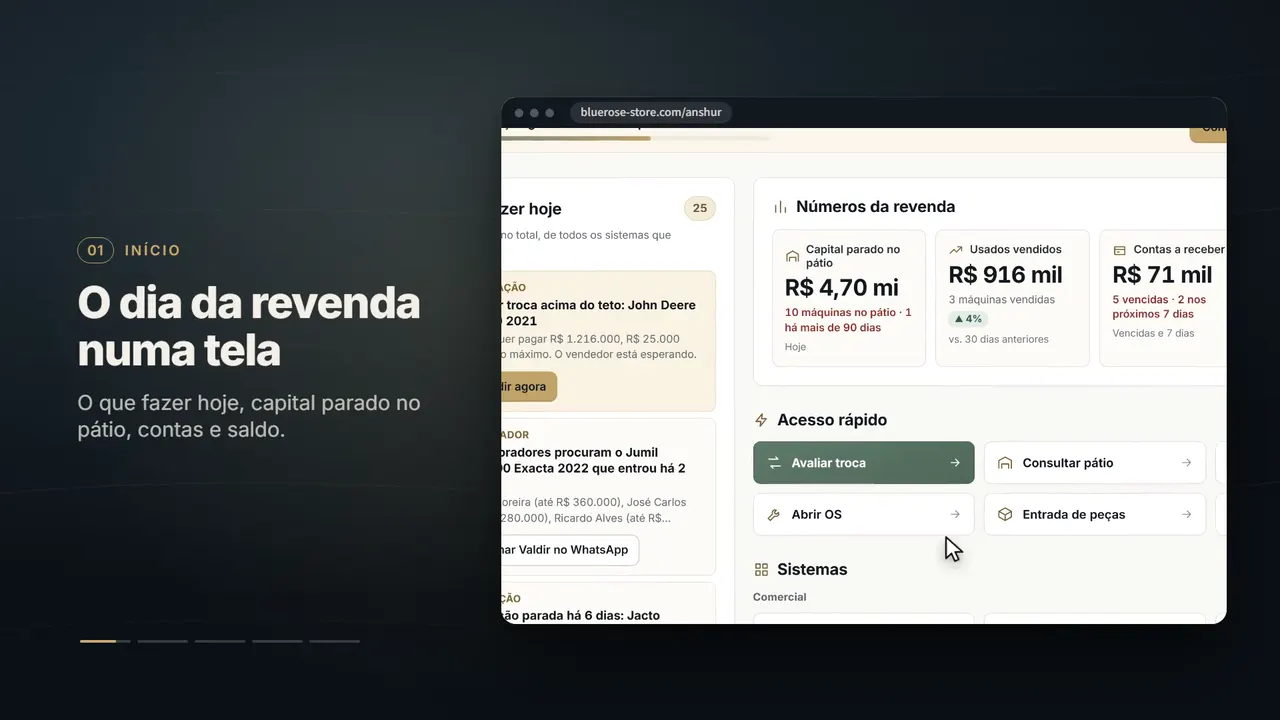 01 INÍCIO
O dia da revenda
numa tela
O que fazer hoje, capital parado no
pátio, contas e saldo.
bluerose-store.com/anshur
zer hoje
25
no total, de todos os sistemas que
AÇÃO
r troca acima do teto: John Deere
2021
uer pagar R$ 1.216.000, R$ 25.000
o máximo. O vendedor está esperando.
dir agora
ADOR
oradores procuram o Jumil
00 Exacta 2022 que entrou há 2
oreira (até R$ 360.000), José Carlos
280.000), Ricardo Alves (até R$...
nar Valdir no WhatsApp
ÇÃO
ão parada há 6 dias: Jacto
Números da revenda
Capital parado no
pátio
R$ 4,70 mi
10 máquinas no pátio · 1
há mais de 90 dias
Hoje
Usados vendidos
R$ 916 mil
3 máquinas vendidas
▲ 4%
vs. 30 dias anteriores
Contas a receber
R$ 71 mil
5 vencidas · 2 nos
próximos 7 dias
Vencidas e 7 dias
Acesso rápido
Avaliar troca →
Consultar pátio →
Abrir OS →
Entrada de peças →
Sistemas
Comercial